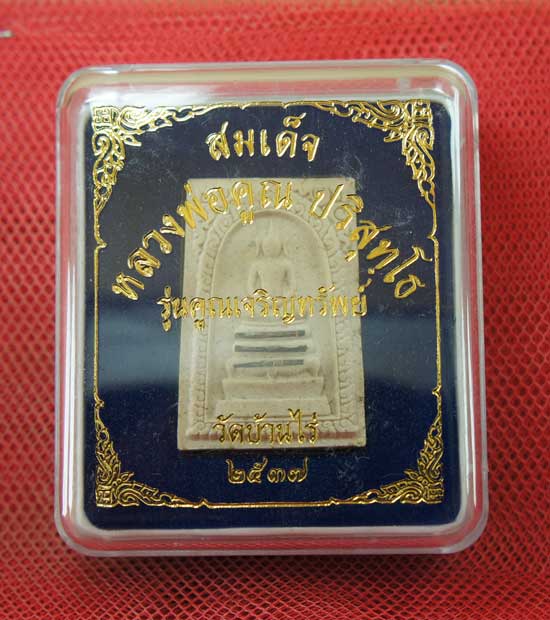 สมเด็จ
หลวงพ่อคูณ ปริสุทฺโธ
รุ่นคูณเจริญทรัพย์
วัดบ้านไร่
๒๕๓๗